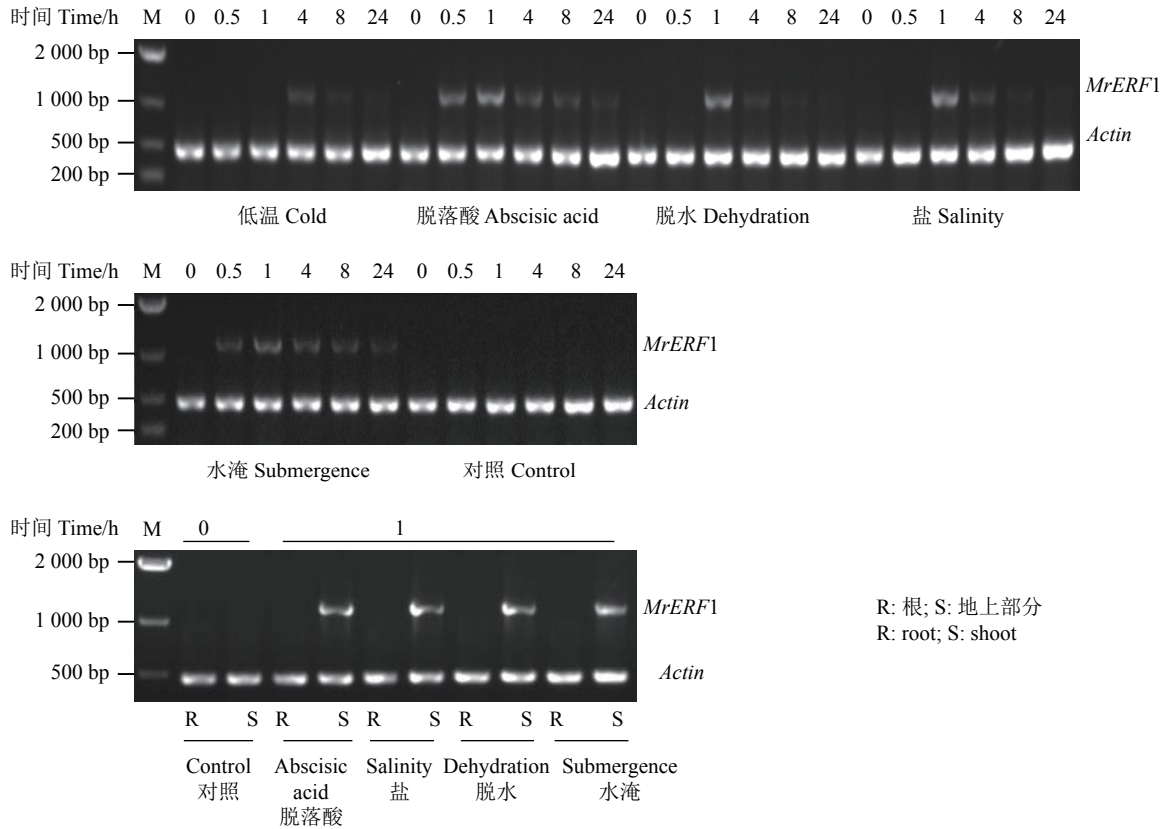 时间 Time/h M 0 0.5 1 4 8 24 0 0.5 1 4 8 24 0 0.5 1 4 8 24 0 0.5 1 4 8 24
2 000 bp
MrERF1
1 000 bp
Actin
500 bp
200 bp
低温 Cold 脱落酸 Abscisic acid 脱水 Dehydration 盐 Salinity
时间 Time/h M 0 0.5 1 4 8 24 0 0.5 1 4 8 24
2 000 bp
1 000 bp MrERF1
500 bp Actin
200 bp
水淹 Submergence 对照 Control
时间 Time/h M 0 1
2 000 bp
MrERF1 R: 根; S: 地上部分
1 000 bp R: root; S: shoot
500 bp Actin
R S R S R S R S R S
Control Abscisic Salinity Dehydration Submergence
对照 acid 盐 脱水 水淹
脱落酸